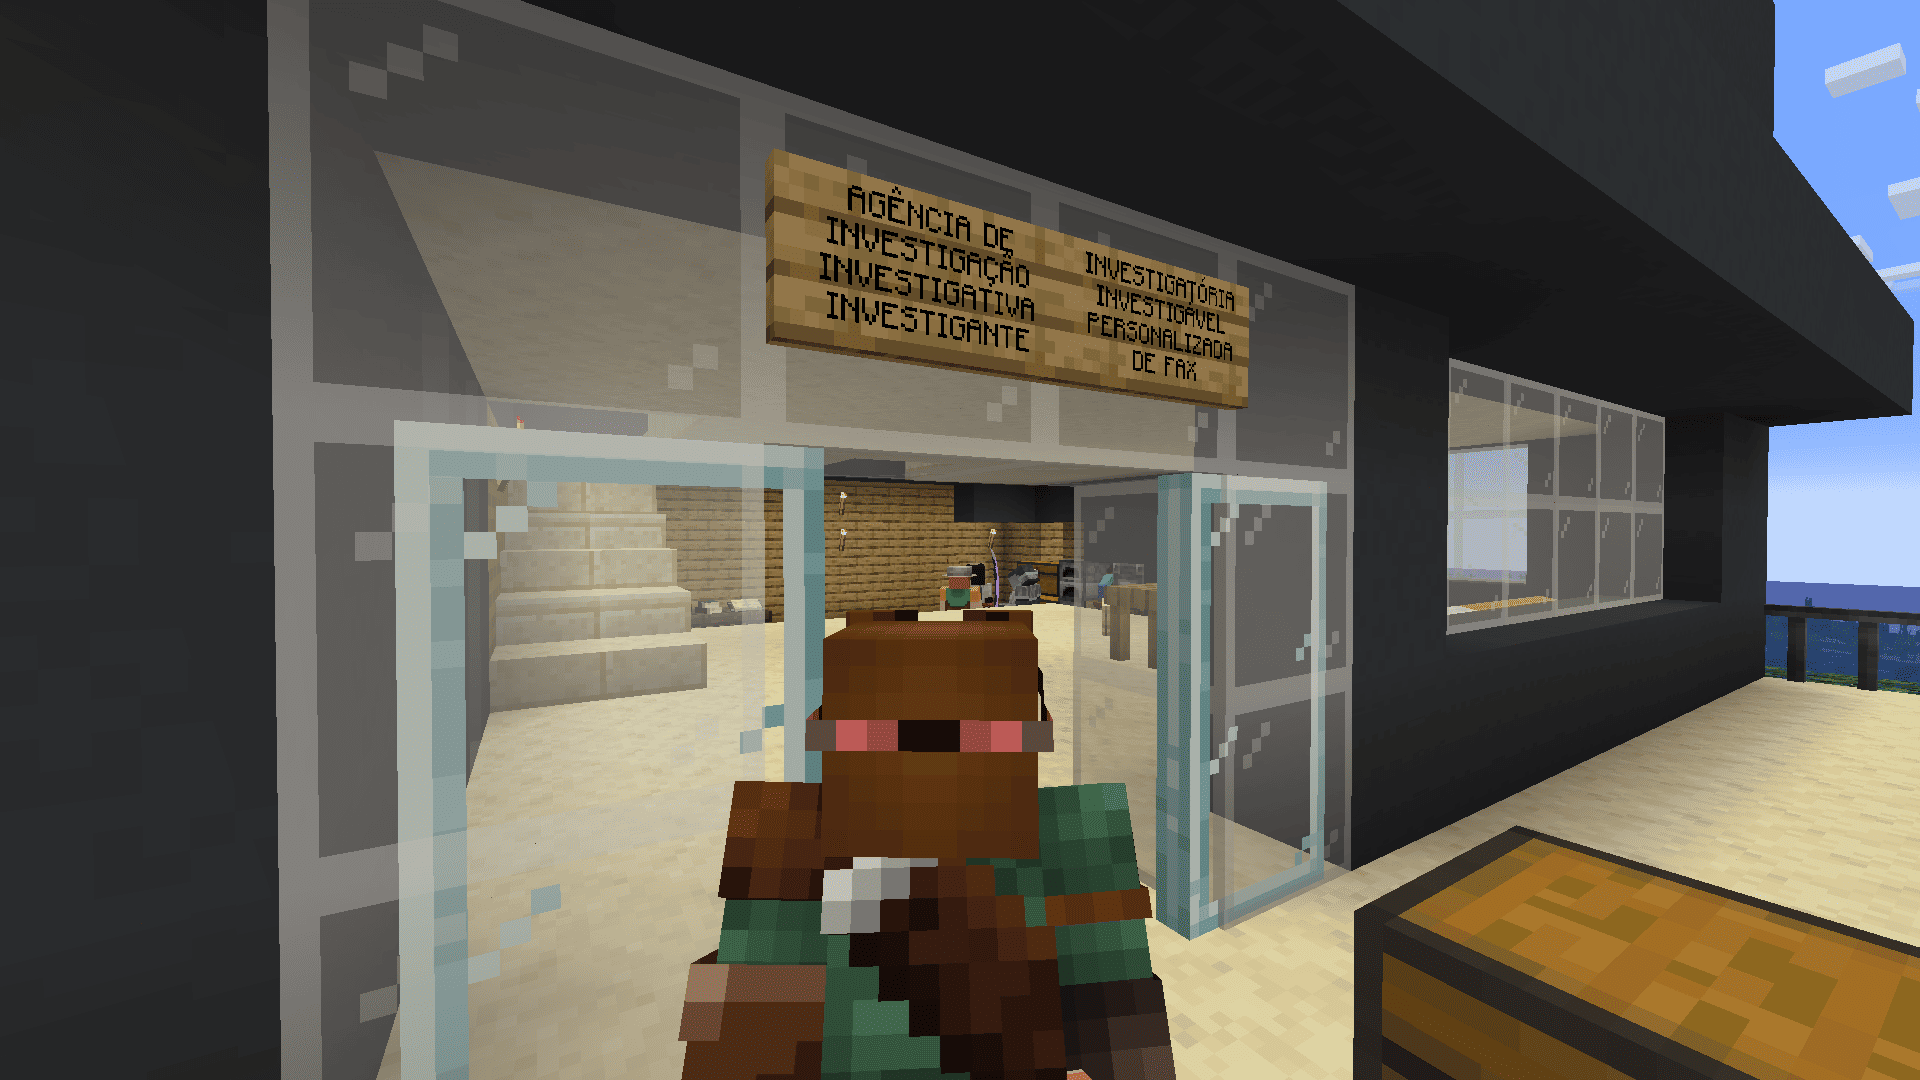 AGÊNCIA DE
INVESTIGAÇÃO
INVESTIGATIVA
INVESTIGANTE
INVESTIGATÓRIA
INVESTIGÁVEL
PERSONALIZADA
DE FAX